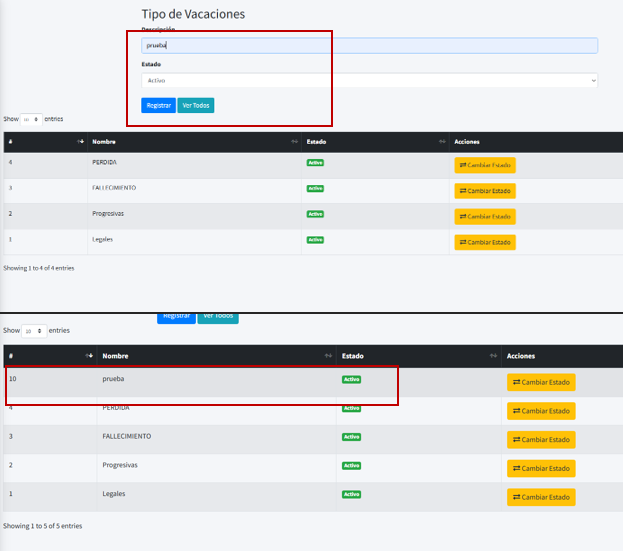 Tipo de Vacaciones
Descripción
prueba
Estado
Activo
Registrar Ver Todos
Show 10 entries
# Nombre Estado Acciones
4 PERDIDA Activo Cambiar Estado
3 FALLECIMIENTO Activo Cambiar Estado
2 Progresivas Activo Cambiar Estado
1 Legales Activo Cambiar Estado
Showing 1 to 4 of 4 entries
Registrar Ver Todos
Show 10 entries
# Nombre Estado Acciones
10 prueba Activo Cambiar Estado
4 PERDIDA Activo Cambiar Estado
3 FALLECIMIENTO Activo Cambiar Estado
2 Progresivas Activo Cambiar Estado
1 Legales Activo Cambiar Estado
Showing 1 to 5 of 5 entries